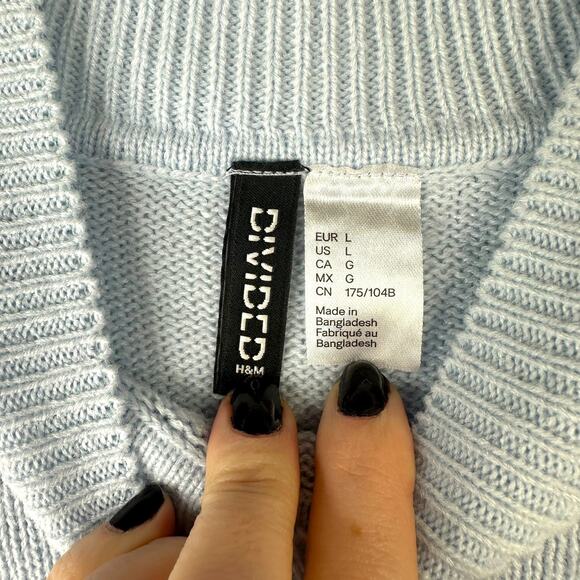 DIVIDED
H&M
EUR L
US L
CA G
MX G
CN 175/104B
Made in
Bangladesh
Fabriqué au
Bangladesh